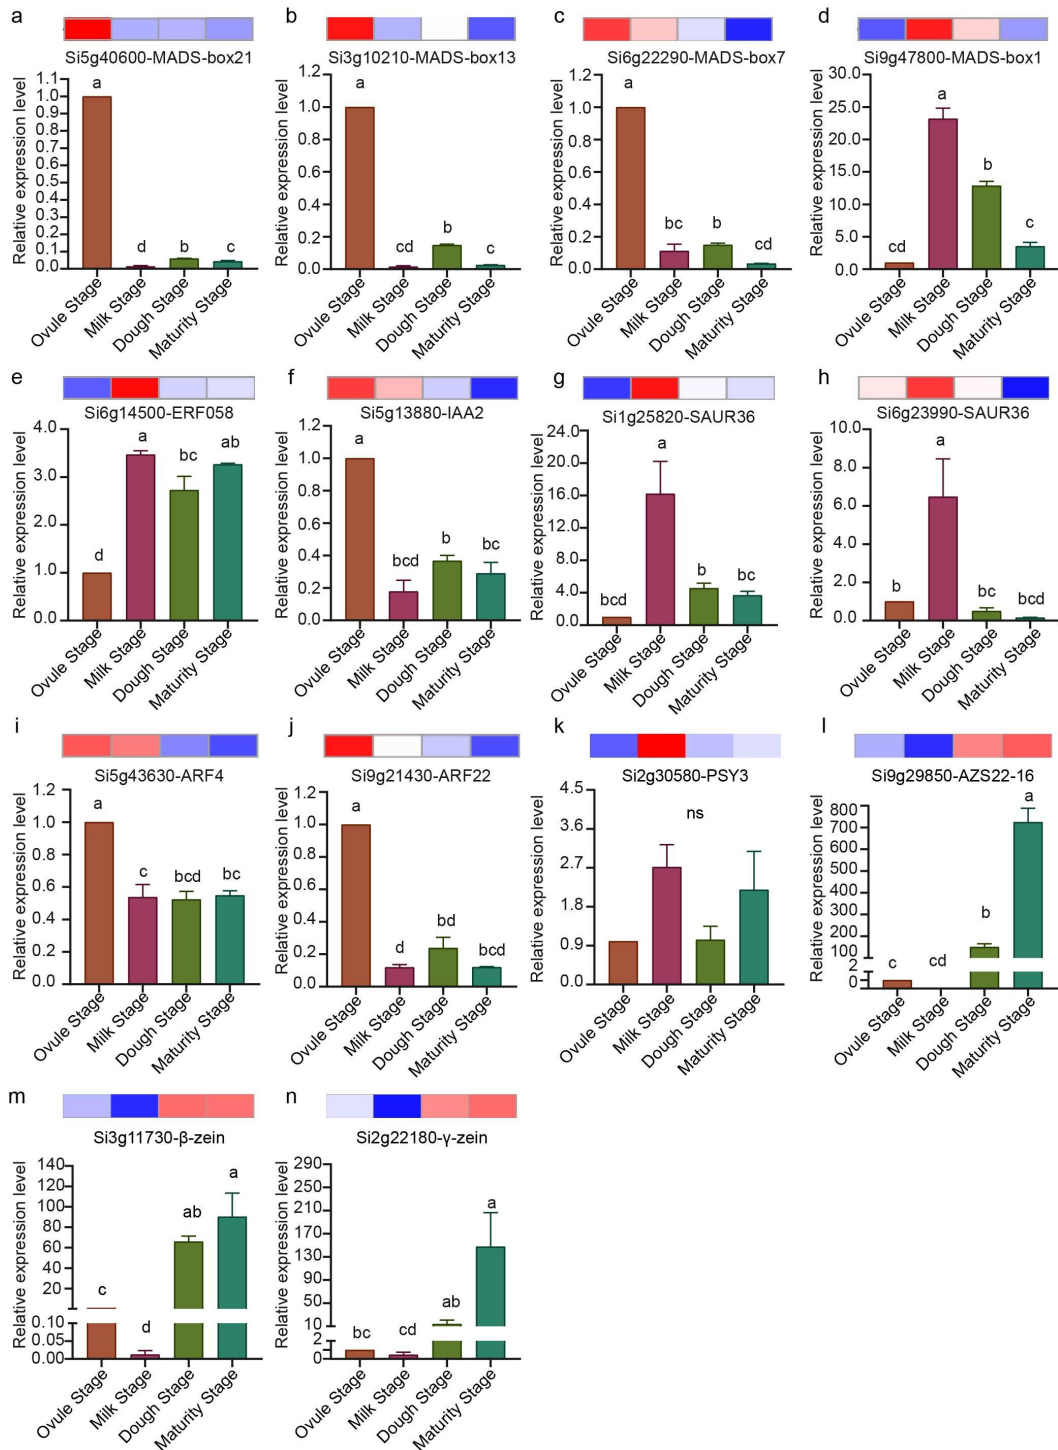 a
Si5g40600-MADS-box21
Relative expression level
1.1
1.0
0.9
0.8
0.7
0.6
0.5
0.4
0.3
0.2
0.1
0.0
a
d
b
c
Ovule Stage
Milk Stage
Dough Stage
Maturity Stage
b
Si3g10210-MADS-box13
Relative expression level
1.2
1.0
0.8
0.6
0.4
0.2
0.0
a
cd
b
c
Ovule Stage
Milk Stage
Dough Stage
Maturity Stage
c
Si6g22290-MADS-box7
Relative expression level
1.2
1.0
0.8
0.6
0.4
0.2
0.0
a
bc
b
cd
Ovule Stage
Milk Stage
Dough Stage
Maturity Stage
d
Si9g47800-MADS-box1
Relative expression level
30.0
25.0
20.0
15.0
10.0
5.0
0.0
cd
a
b
c
Ovule Stage
Milk Stage
Dough Stage
Maturity Stage
e
Si6g14500-ERF058
Relative expression level
4.0
3.0
2.0
1.0
0.0
d
a
bc
ab
Ovule Stage
Milk Stage
Dough Stage
Maturity Stage
f
Si5g13880-IAA2
Relative expression level
1.2
1.0
0.8
0.6
0.4
0.2
0.0
a
bcd
b
bc
Ovule Stage
Milk Stage
Dough Stage
Maturity Stage
g
Si1g25820-SAUR36
Relative expression level
24.0
20.0
16.0
12.0
8.0
4.0
0.0
bcd
a
b
bc
Ovule Stage
Milk Stage
Dough Stage
Maturity Stage
h
Si6g23990-SAUR36
Relative expression level
10.0
8.0
6.0
4.0
2.0
0.0
b
a
bc
bcd
Ovule Stage
Milk Stage
Dough Stage
Maturity Stage
i
Si5g43630-ARF4
Relative expression level
1.2
1.0
0.8
0.6
0.4
0.2
0.0
a
c
bcd
bc
Ovule Stage
Milk Stage
Dough Stage
Maturity Stage
j
Si9g21430-ARF22
Relative expression level
1.2
1.0
0.8
0.6
0.4
0.2
0.0
a
d
bd
bcd
Ovule Stage
Milk Stage
Dough Stage
Maturity Stage
k
Si2g30580-PSY3
Relative expression level
4.5
3.6
2.7
1.8
0.9
0.0
ns
Ovule Stage
Milk Stage
Dough Stage
Maturity Stage
l
Si9g29850-AZS22-16
Relative expression level
800
700
600
500
400
300
200
100
2
0
c
cd
b
a
Ovule Stage
Milk Stage
Dough Stage
Maturity Stage
m
Si3g11730-β-zein
Relative expression level
140
120
100
80
60
40
20
0.10
0.05
0.00
c
d
ab
a
Ovule Stage
Milk Stage
Dough Stage
Maturity Stage
n
Si2g22180-γ-zein
Relative expression level
290
250
210
170
130
90
50
10
2
0
bc
cd
ab
a
Ovule Stage
Milk Stage
Dough Stage
Maturity Stage